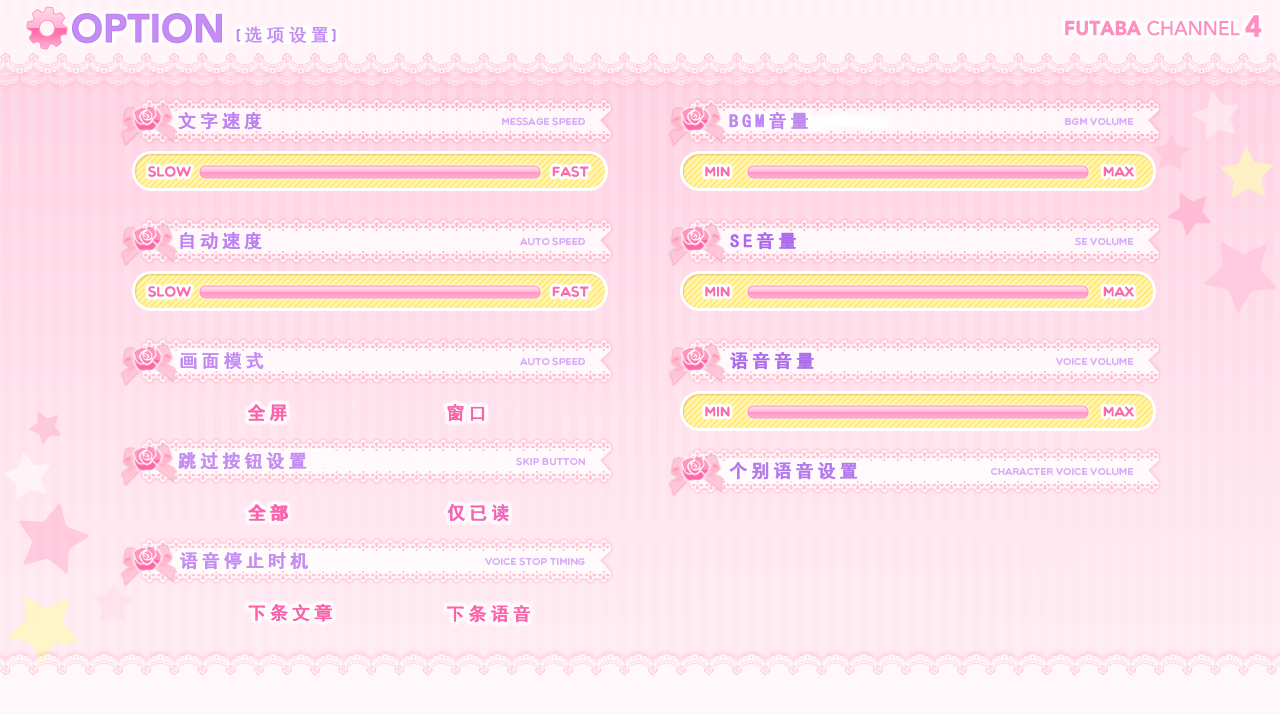 OPTION [选项设置]
FUTABA CHANNEL 4
文字速度 MESSAGE SPEED
SLOW FAST
自动速度 AUTO SPEED
SLOW FAST
画面模式 AUTO SPEED
全屏 窗口
跳过按钮设置 SKIP BUTTON
全部 仅已读
语音停止时机 VOICE STOP TIMING
下条文章 下条语音
BGM音量 BGM VOLUME
MIN MAX
SE音量 SE VOLUME
MIN MAX
语音音量 VOICE VOLUME
MIN MAX
个别语音设置 CHARACTER VOICE VOLUME